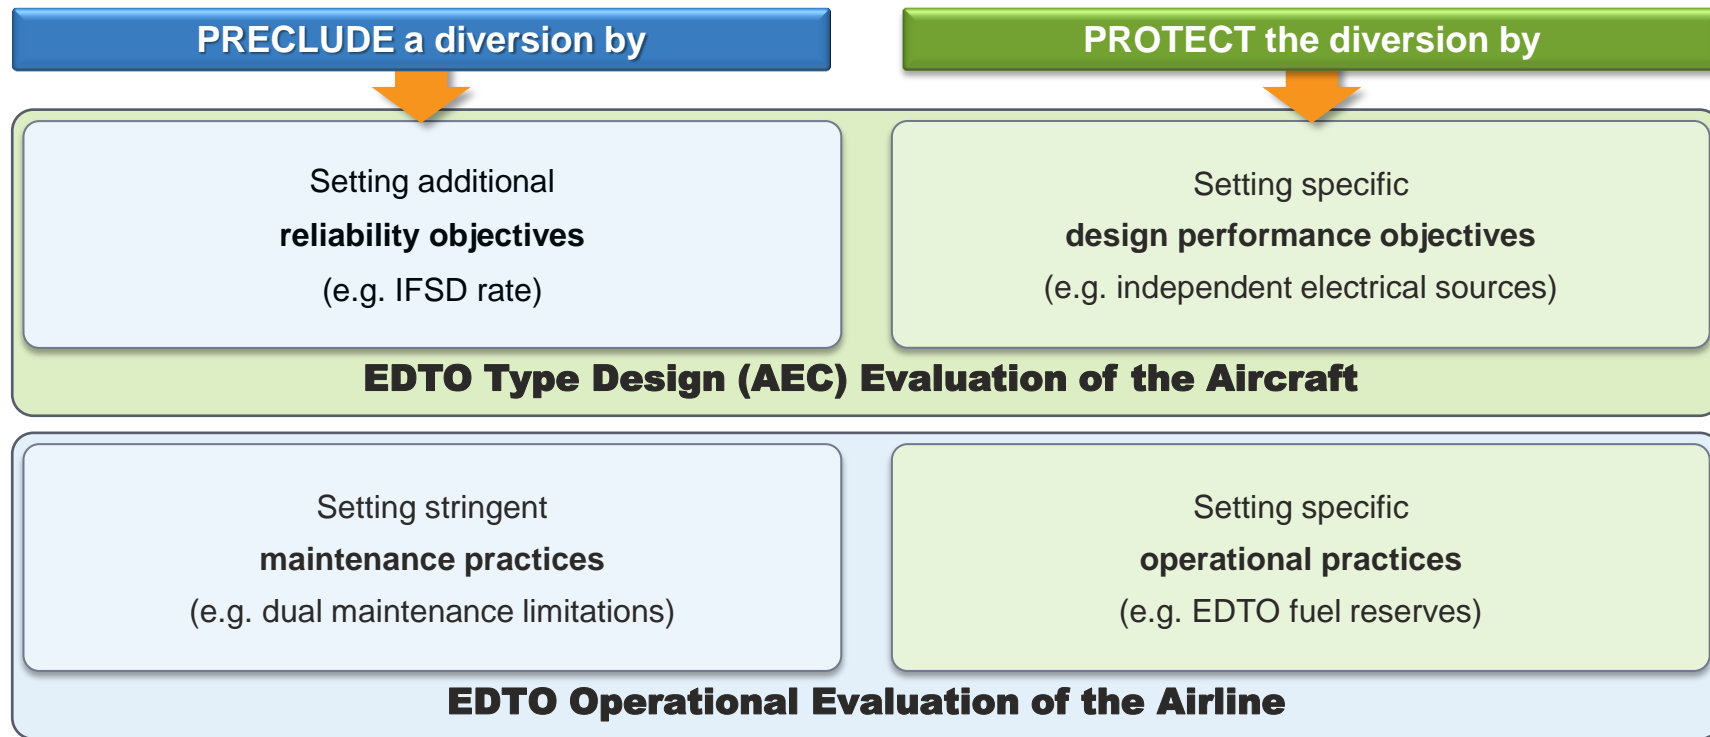 PRECLUDE a diversion by
PROTECT the diversion by
Setting additional
reliability objectives
(e.g. IFSD rate)
Setting specific
design performance objectives
(e.g. independent electrical sources)
EDTO Type Design (AEC) Evaluation of the Aircraft
Setting stringent
maintenance practices
(e.g. dual maintenance limitations)
Setting specific
operational practices
(e.g. EDTO fuel reserves)
EDTO Operational Evaluation of the Airline